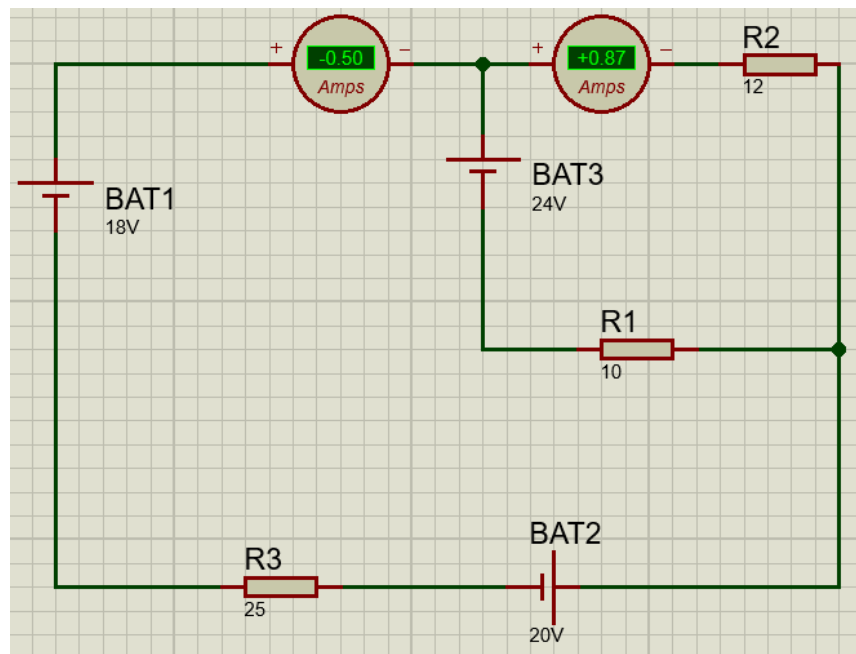 + -0.50 − + +0.87 − R2
Amps Amps 12
BAT1
18V
BAT3
24V
R1
10
BAT2
R3
25
20V